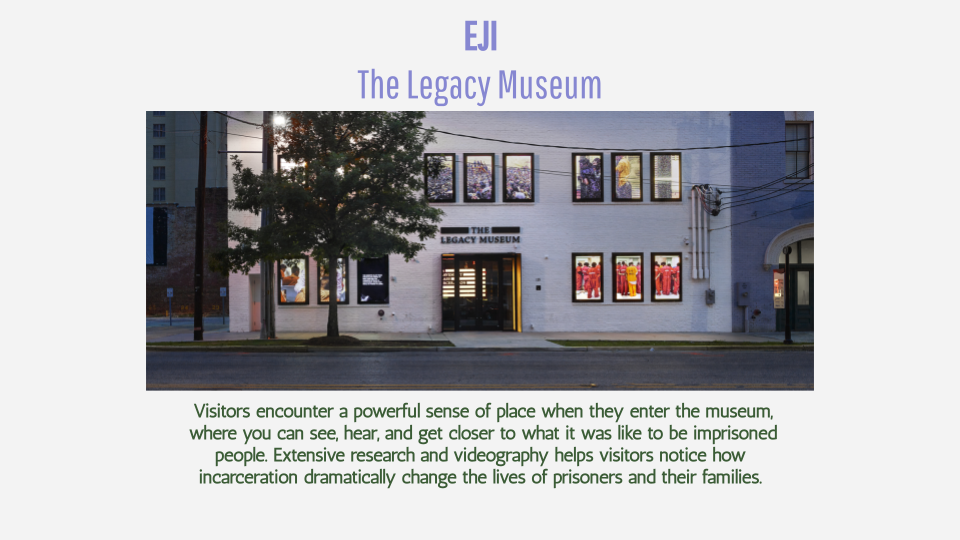 EJI
The Legacy Museum
THE
LEGACY MUSEUM
Visitors encounter a powerful sense of place when they enter the museum,
where you can see, hear, and get closer to what it was like to be imprisoned
people. Extensive research and videography helps visitors notice how
incarceration dramatically change the lives of prisoners and their families.